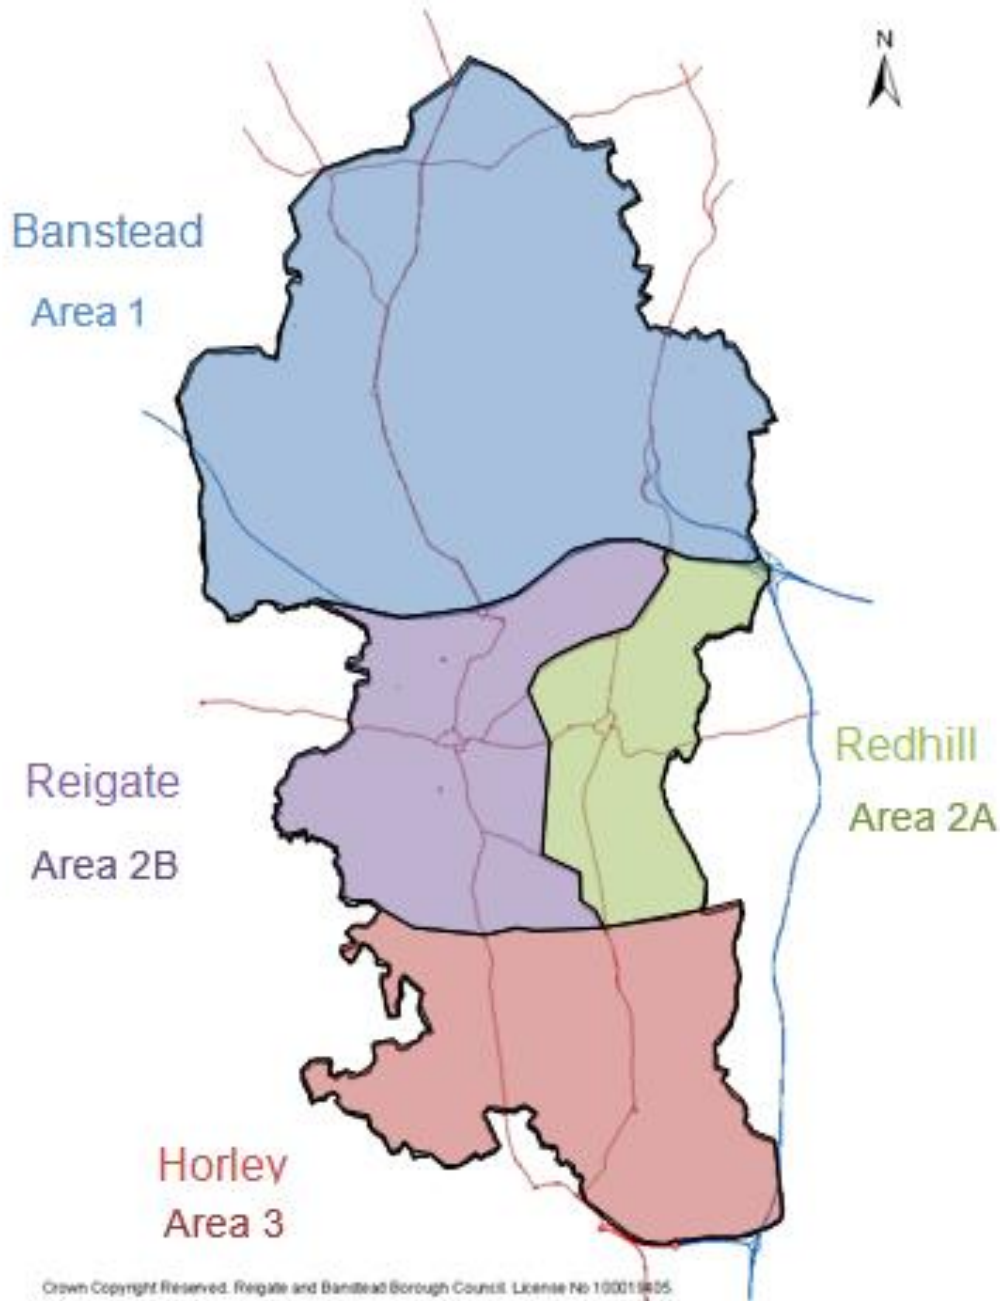 N
Banstead
Area 1
Redhill
Area 2A
Reigate
Area 2B
Horley
Area 3
Crown Copyright Reserved. Reigate and Banstead Borough Council. License No